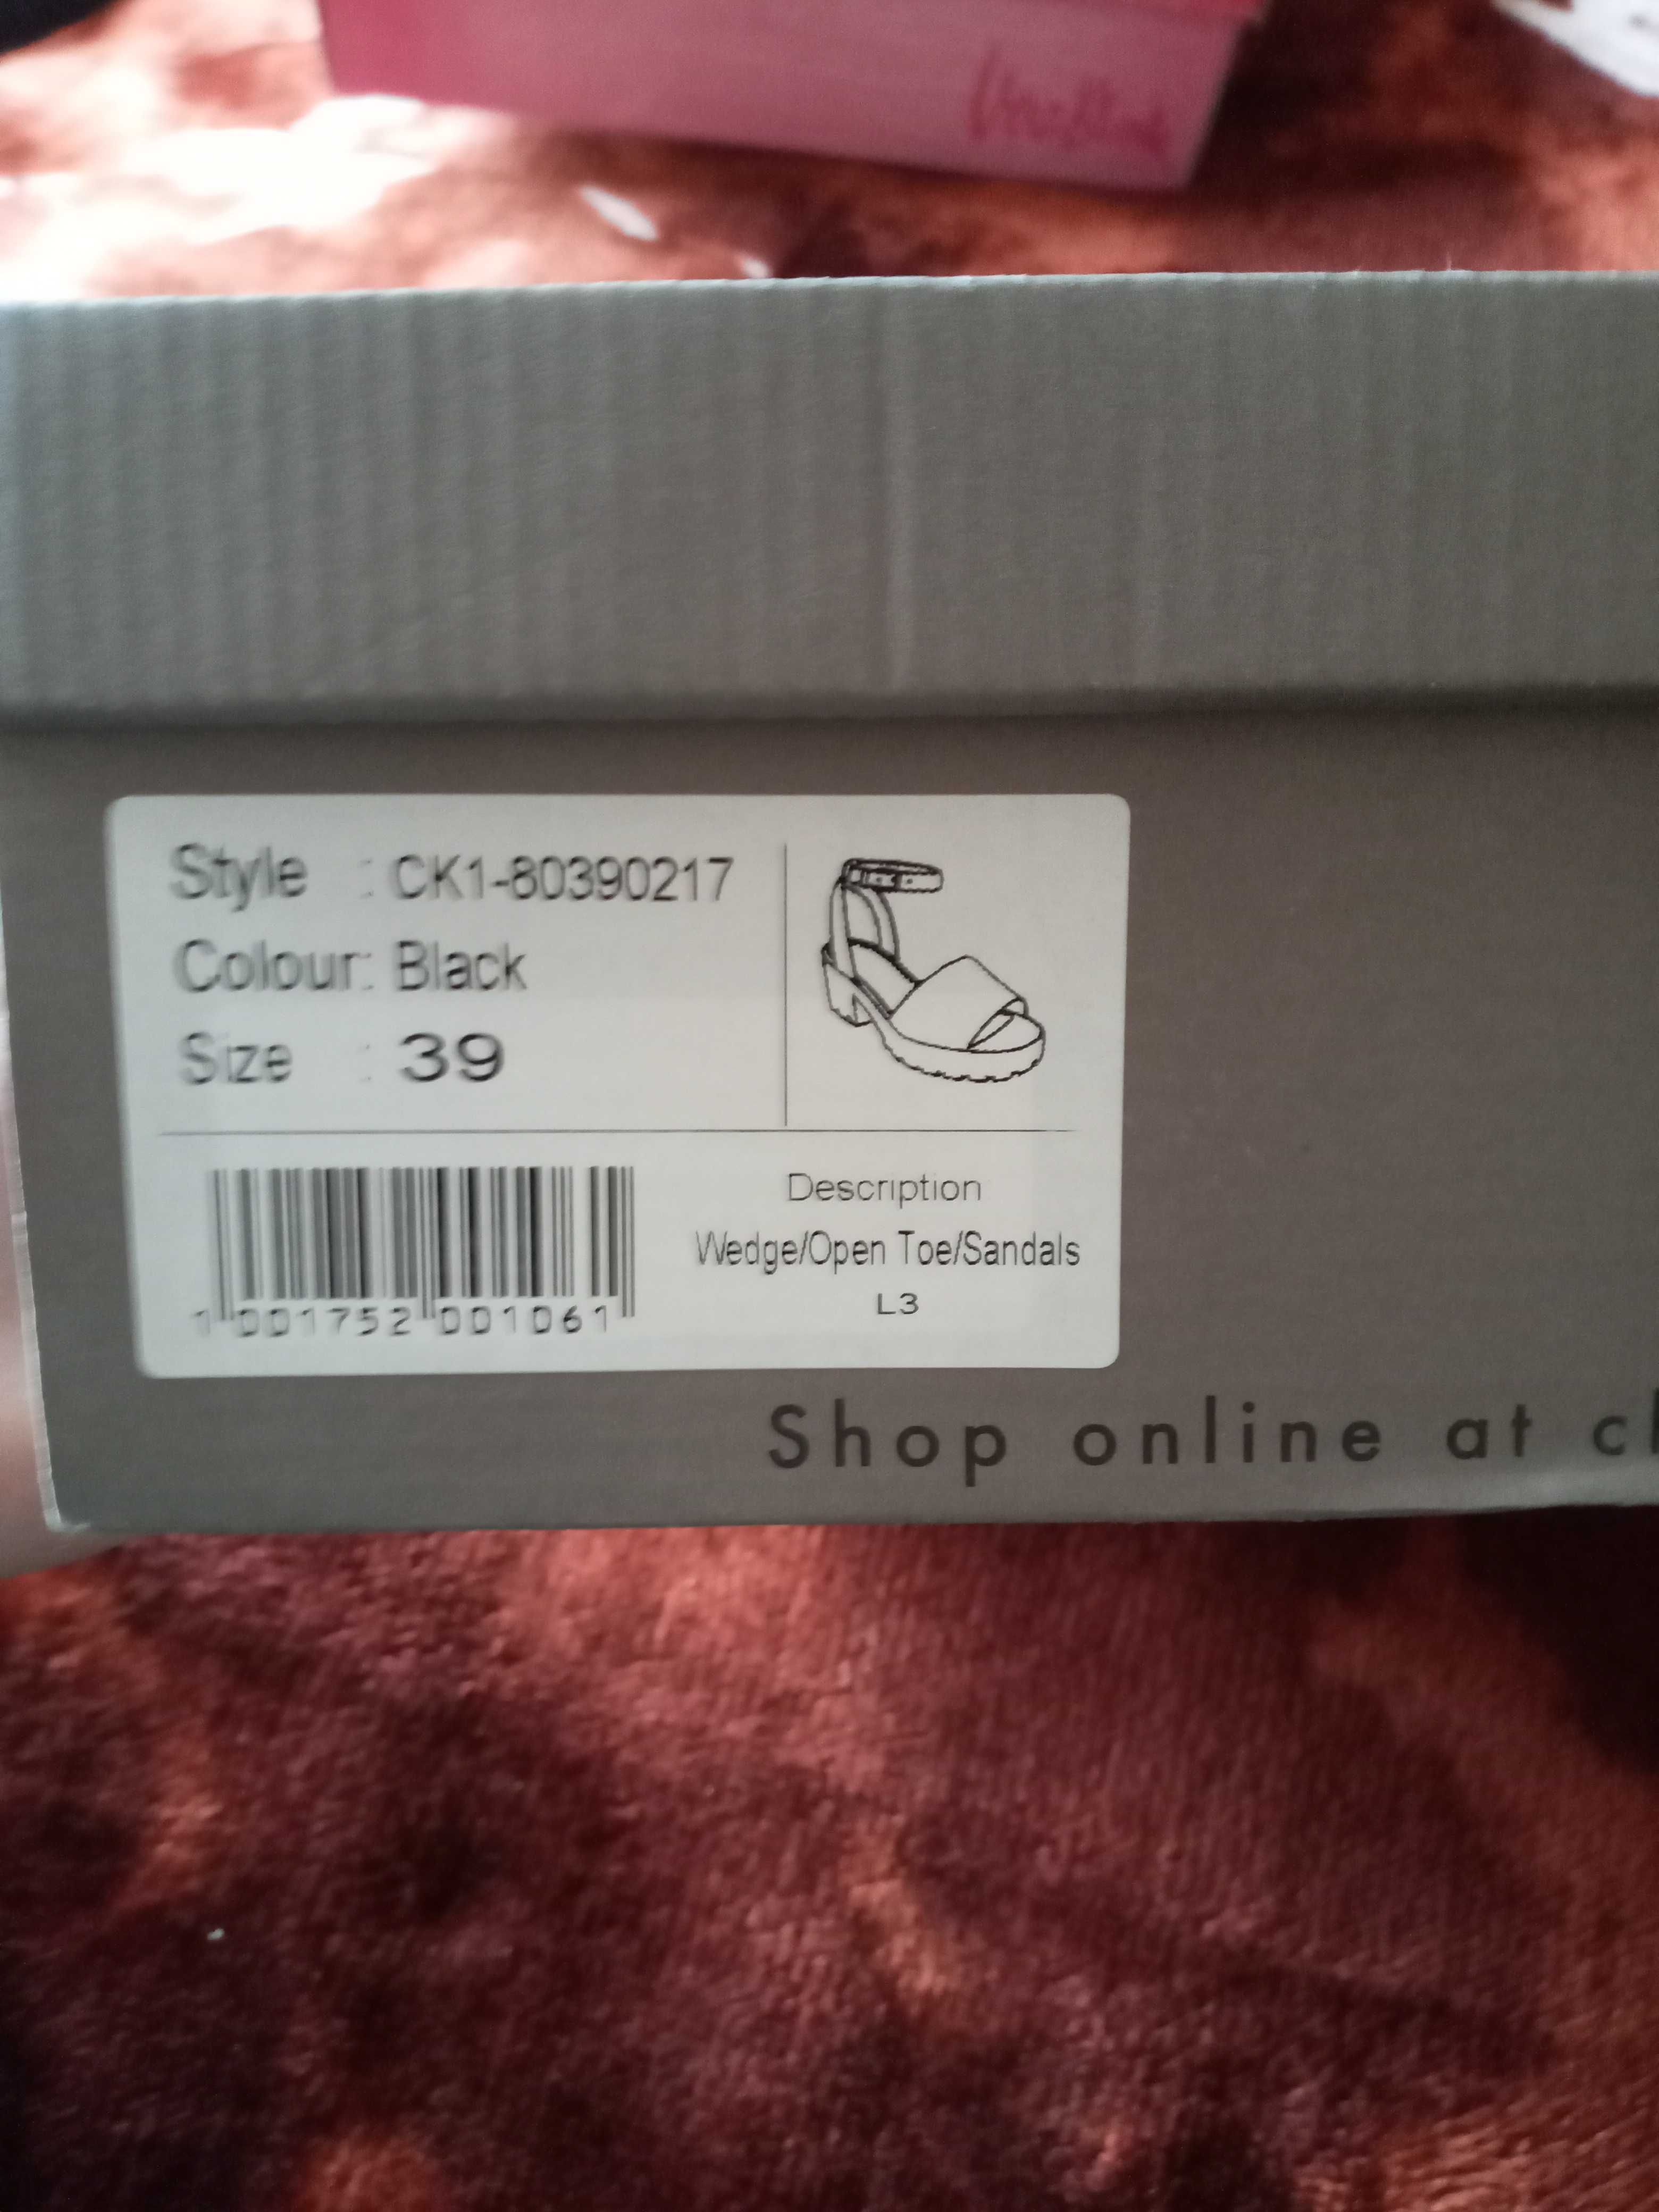 Style : CK1-80390217
Colour: Black
Size : 39
1 001752 001061
Description
Wedge/Open Toe/Sandals
L3
Shop online at